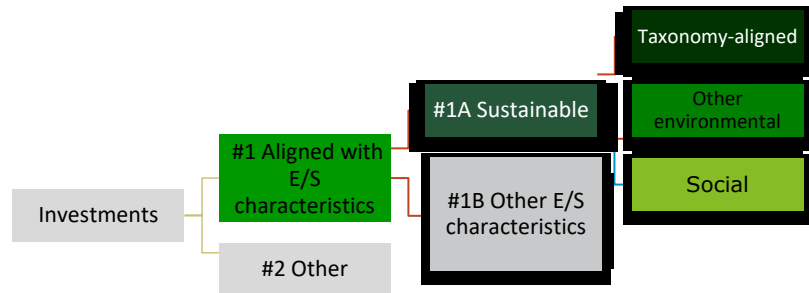 Taxonomy-aligned
#1A Sustainable
Other
environmental
#1 Aligned with
E/S
characteristics
Social
#1B Other E/S
characteristics
Investments
#2 Other